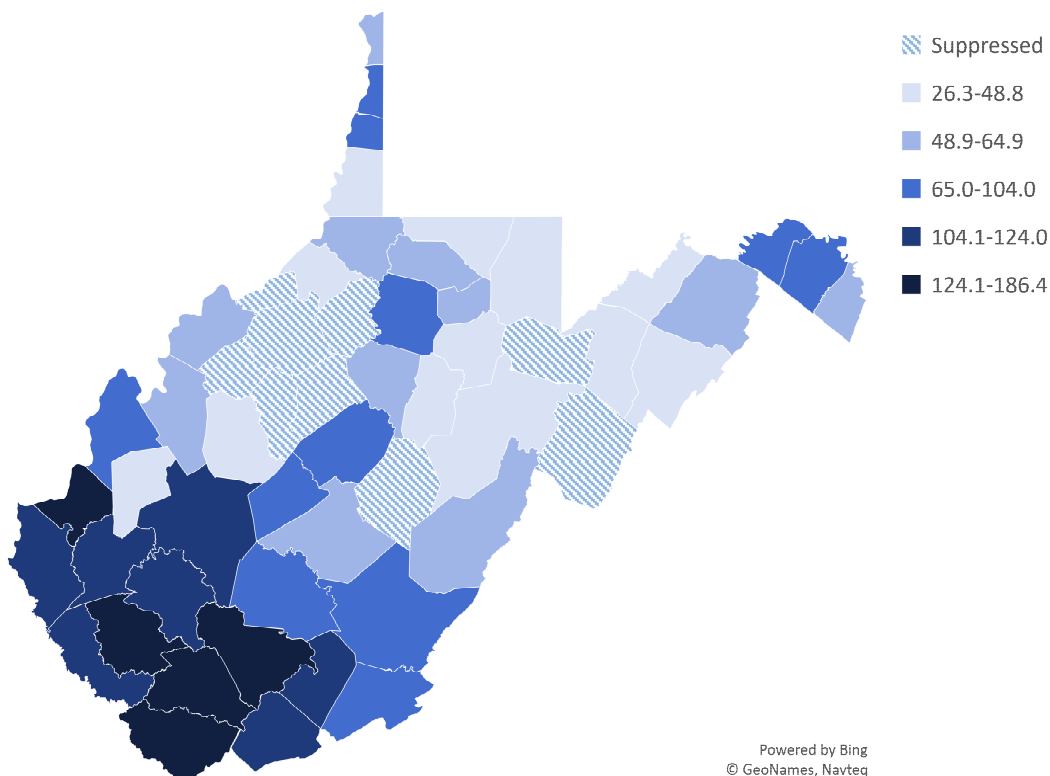 Suppressed
26.3-48.8
48.9-64.9
65.0-104.0
104.1-124.0
124.1-186.4
Powered by Bing
© GeoNames, Navteq